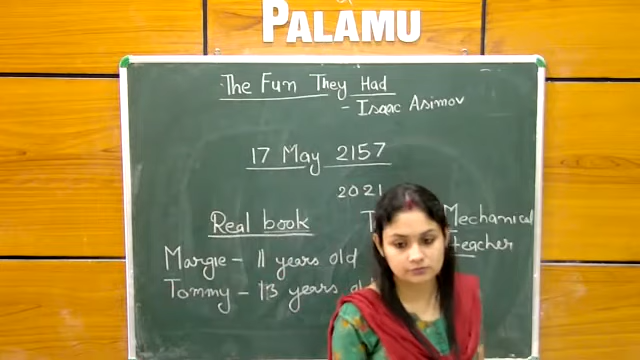 PALAMU
The Fun They Had
- Isaac Asimov
17 May 2157
2021
Real book
Mechanical
teacher
Margie - 11 years old
Tommy - 13 years